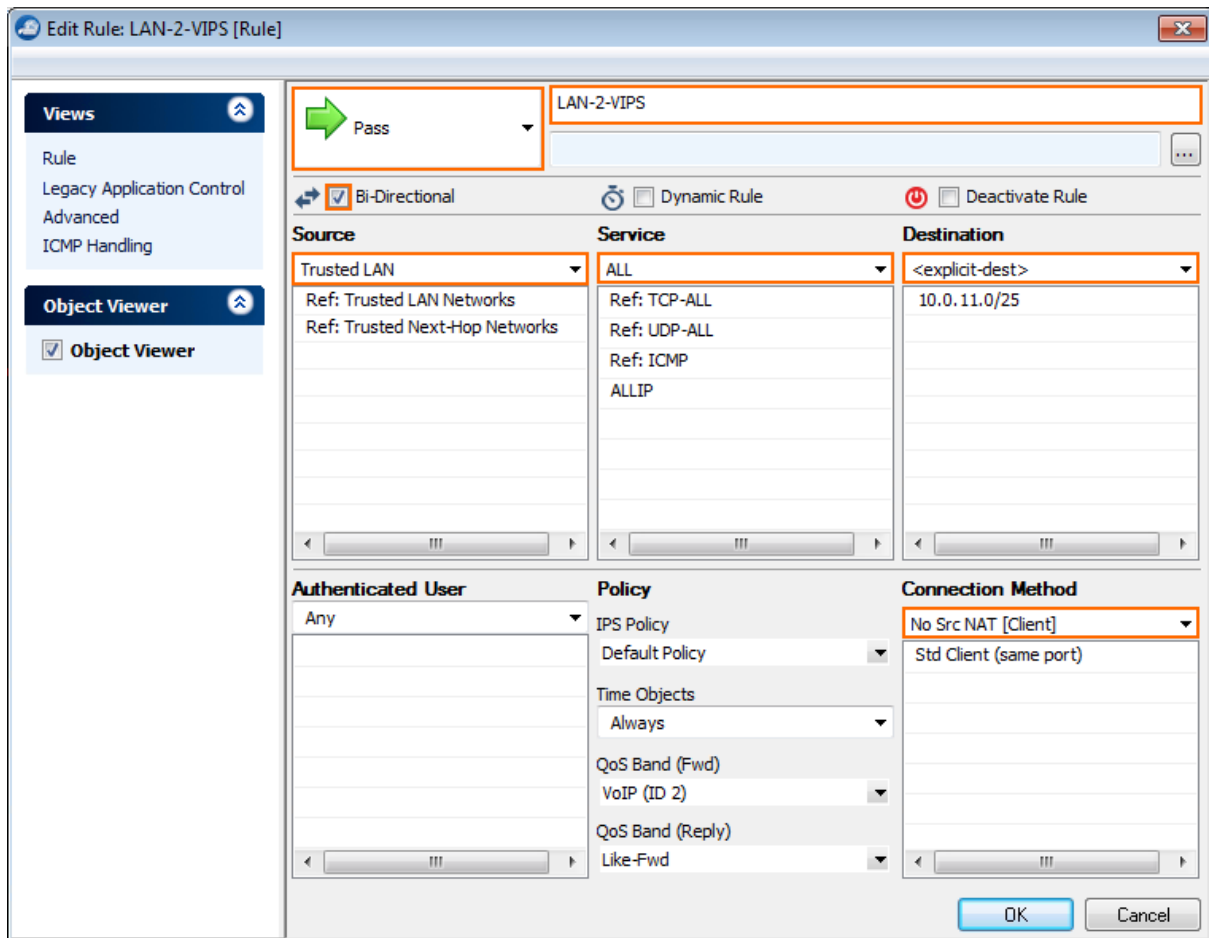 Edit Rule: LAN-2-VIPS [Rule]
Views
Rule
Legacy Application Control
Advanced
ICMP Handling
Object Viewer
Object Viewer
Pass
LAN-2-VIPS
...
Bi-Directional
Dynamic Rule
Deactivate Rule
Source
Service
Destination
Trusted LAN
ALL
<explicit-dest>
Ref: Trusted LAN Networks
Ref: TCP-ALL
10.0.11.0/25
Ref: Trusted Next-Hop Networks
Ref: UDP-ALL
Ref: ICMP
ALLIP
Authenticated User
Any
Policy
IPS Policy
Default Policy
Time Objects
Always
QoS Band (Fwd)
VoIP (ID 2)
QoS Band (Reply)
Like-Fwd
Connection Method
No Src NAT [Client]
Std Client (same port)
OK
Cancel